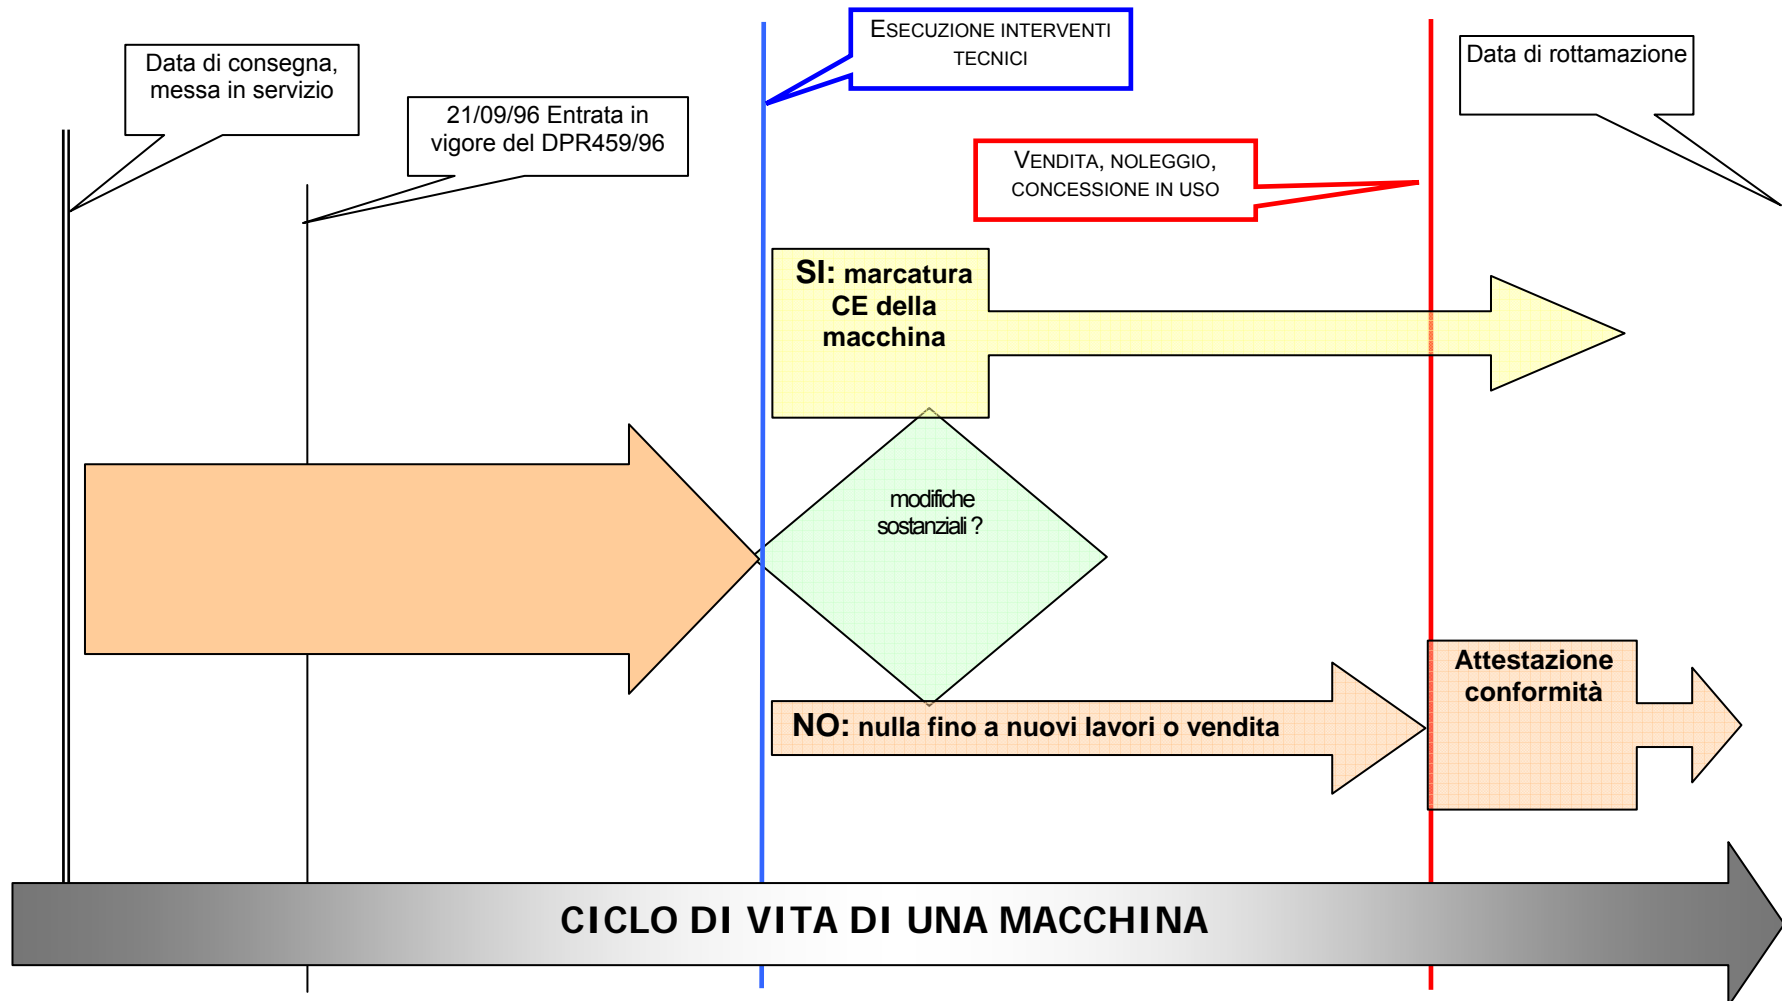 Data di consegna,
messa in servizio
21/09/96 Entrata in
vigore del DPR459/96
ESECUZIONE INTERVENTI
TECNICI
VENDITA, NOLEGGIO,
CONCESSIONE IN USO
Data di rottamazione
SI: marcatura
CE della
macchina
modifiche
sostanziali ?
NO: nulla fino a nuovi lavori o vendita
Attestazione
conformità
CICLO DI VITA DI UNA MACCHINA